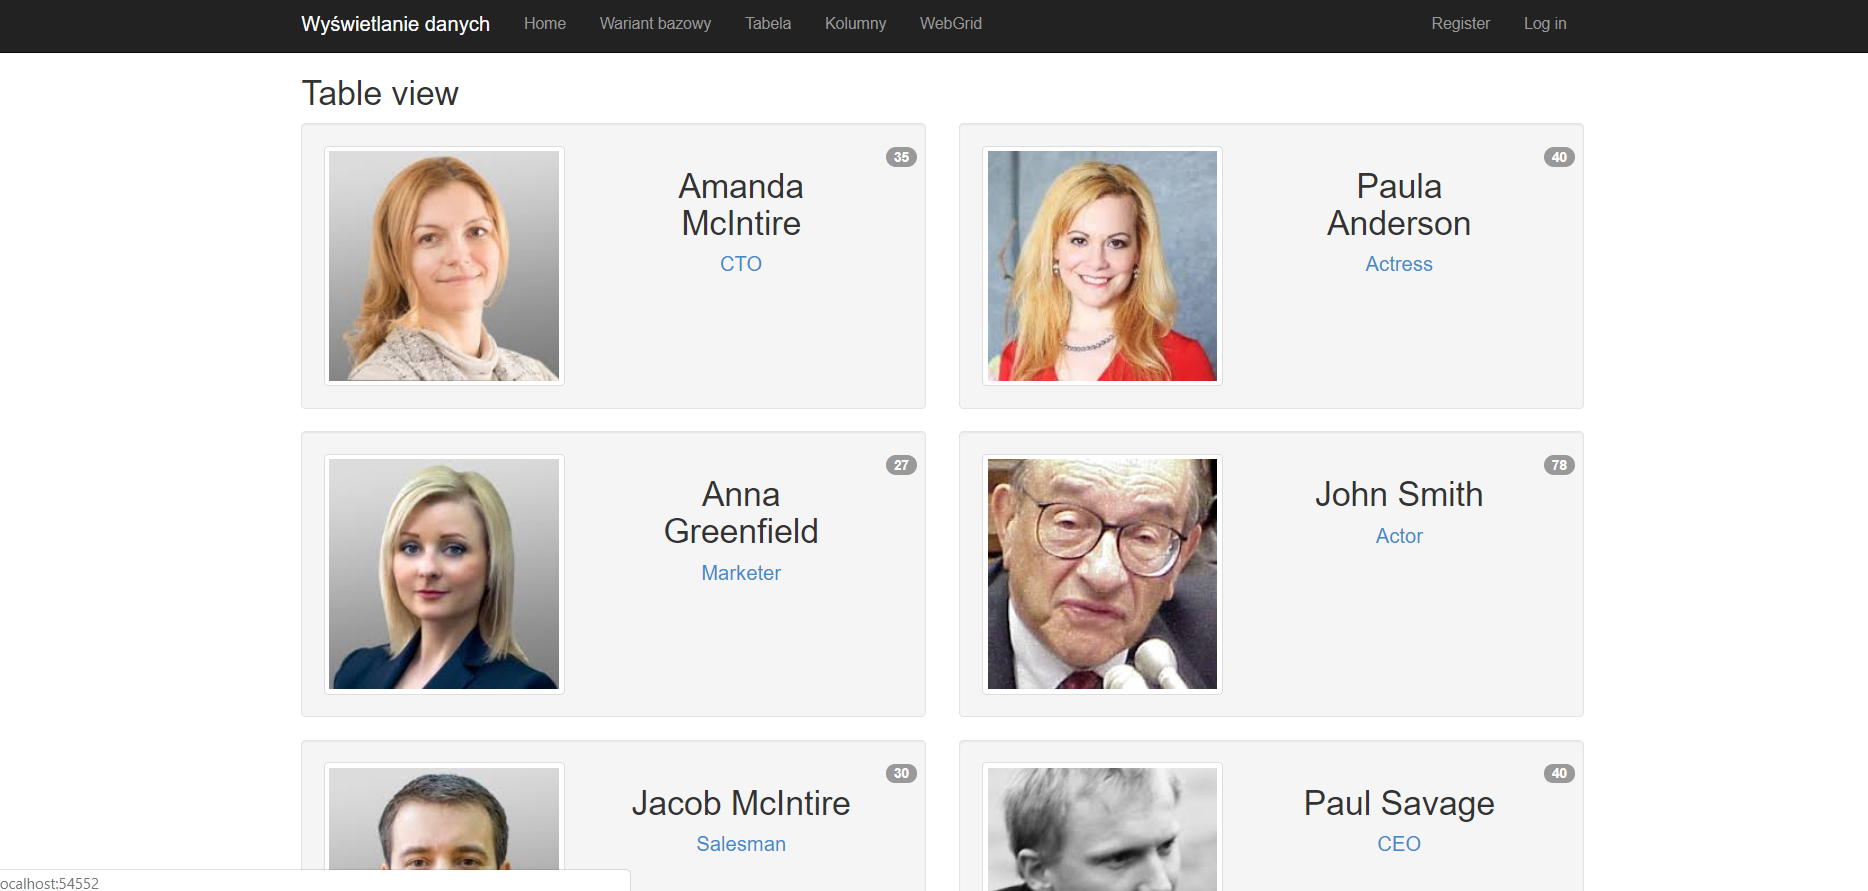 Wyświetlanie danych Home Wariant bazowy Tabela Kolumny WebGrid Register Log in
Table view
35
Amanda
McIntire
CTO
40
Paula
Anderson
Actress
27
Anna
Greenfield
Marketer
78
John Smith
Actor
30
Jacob McIntire
Salesman
40
Paul Savage
CEO
ocalhost:54552